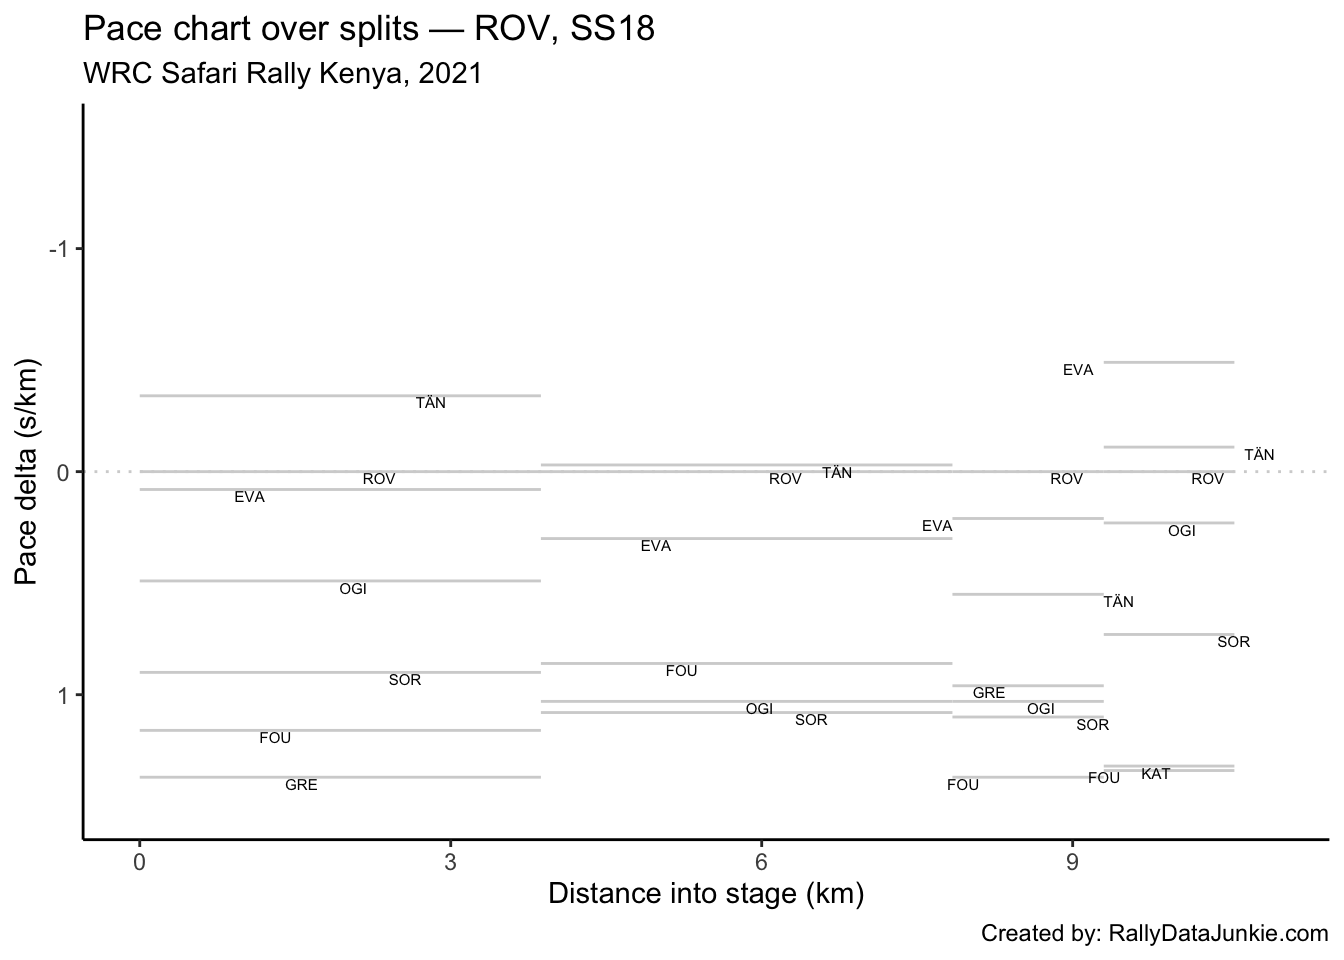 Pace chart over splits — ROV, SS18
WRC Safari Rally Kenya, 2021
Pace delta (s/km)
-1
0
1
EVA
TÄN
TÄN
ROV
ROV
TÄN
ROV
ROV
EVA
EVA
EVA
OGI
OGI
TÄN
SOR
FOU
SOR
GRE
OGI
OGI
SOR
SOR
FOU
FOU
KAT
GRE
FOU
0
3
6
9
Distance into stage (km)
Created by: RallyDataJunkie.com